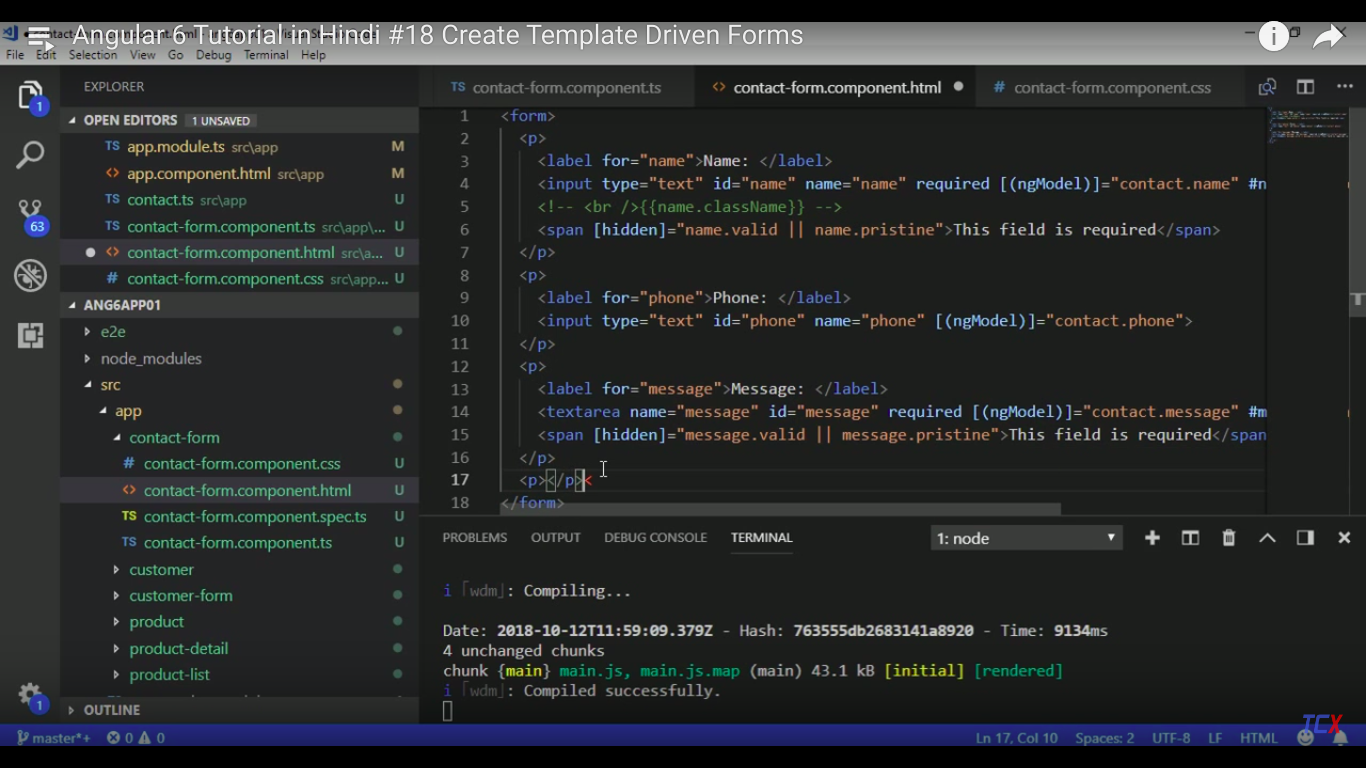 Angular 6 Tutorial in Hindi #18 Create Template Driven Forms
File Edit Selection View Go Debug Terminal Help
EXPLORER
OPEN EDITORS 1 UNSAVED
TS app.module.ts src\app M
<> app.component.html src\app M
TS contact.ts src\app U
TS contact-form.component.ts src\app\... U
<> contact-form.component.html src\a... U
# contact-form.component.css src\app... U
ANG6APP01
e2e
node_modules
src
app
contact-form
# contact-form.component.css U
<> contact-form.component.html U
TS contact-form.component.spec.ts U
TS contact-form.component.ts U
customer
customer-form
product
product-detail
product-list
OUTLINE
1
63
1
TS contact-form.component.ts <> contact-form.component.html # contact-form.component.css
1 <form>
2 <p>
3 <label for="name">Name: </label>
4 <input type="text" id="name" name="name" required [(ngModel)]="contact.name" #n
5 <!-- <br />{{name.className}} -->
6 <span [hidden]="name.valid || name.pristine">This field is required</span>
7 </p>
8 <p>
9 <label for="phone">Phone: </label>
10 <input type="text" id="phone" name="phone" [(ngModel)]="contact.phone">
11 </p>
12 <p>
13 <label for="message">Message: </label>
14 <textarea name="message" id="message" required [(ngModel)]="contact.message" #m
15 <span [hidden]="message.valid || message.pristine">This field is required</span
16 </p>
17 <p></p><
18 </form>
PROBLEMS OUTPUT DEBUG CONSOLE TERMINAL 1: node
i ｢wdm｣: Compiling...
Date: 2018-10-12T11:59:09.379Z - Hash: 763555db2683141a8920 - Time: 9134ms
4 unchanged chunks
chunk {main} main.js, main.js.map (main) 43.1 kB [initial] [rendered]
i ｢wdm｣: Compiled successfully.
TCX
master*+ 0 0 Ln 17, Col 10 Spaces: 2 UTF-8 LF HTML